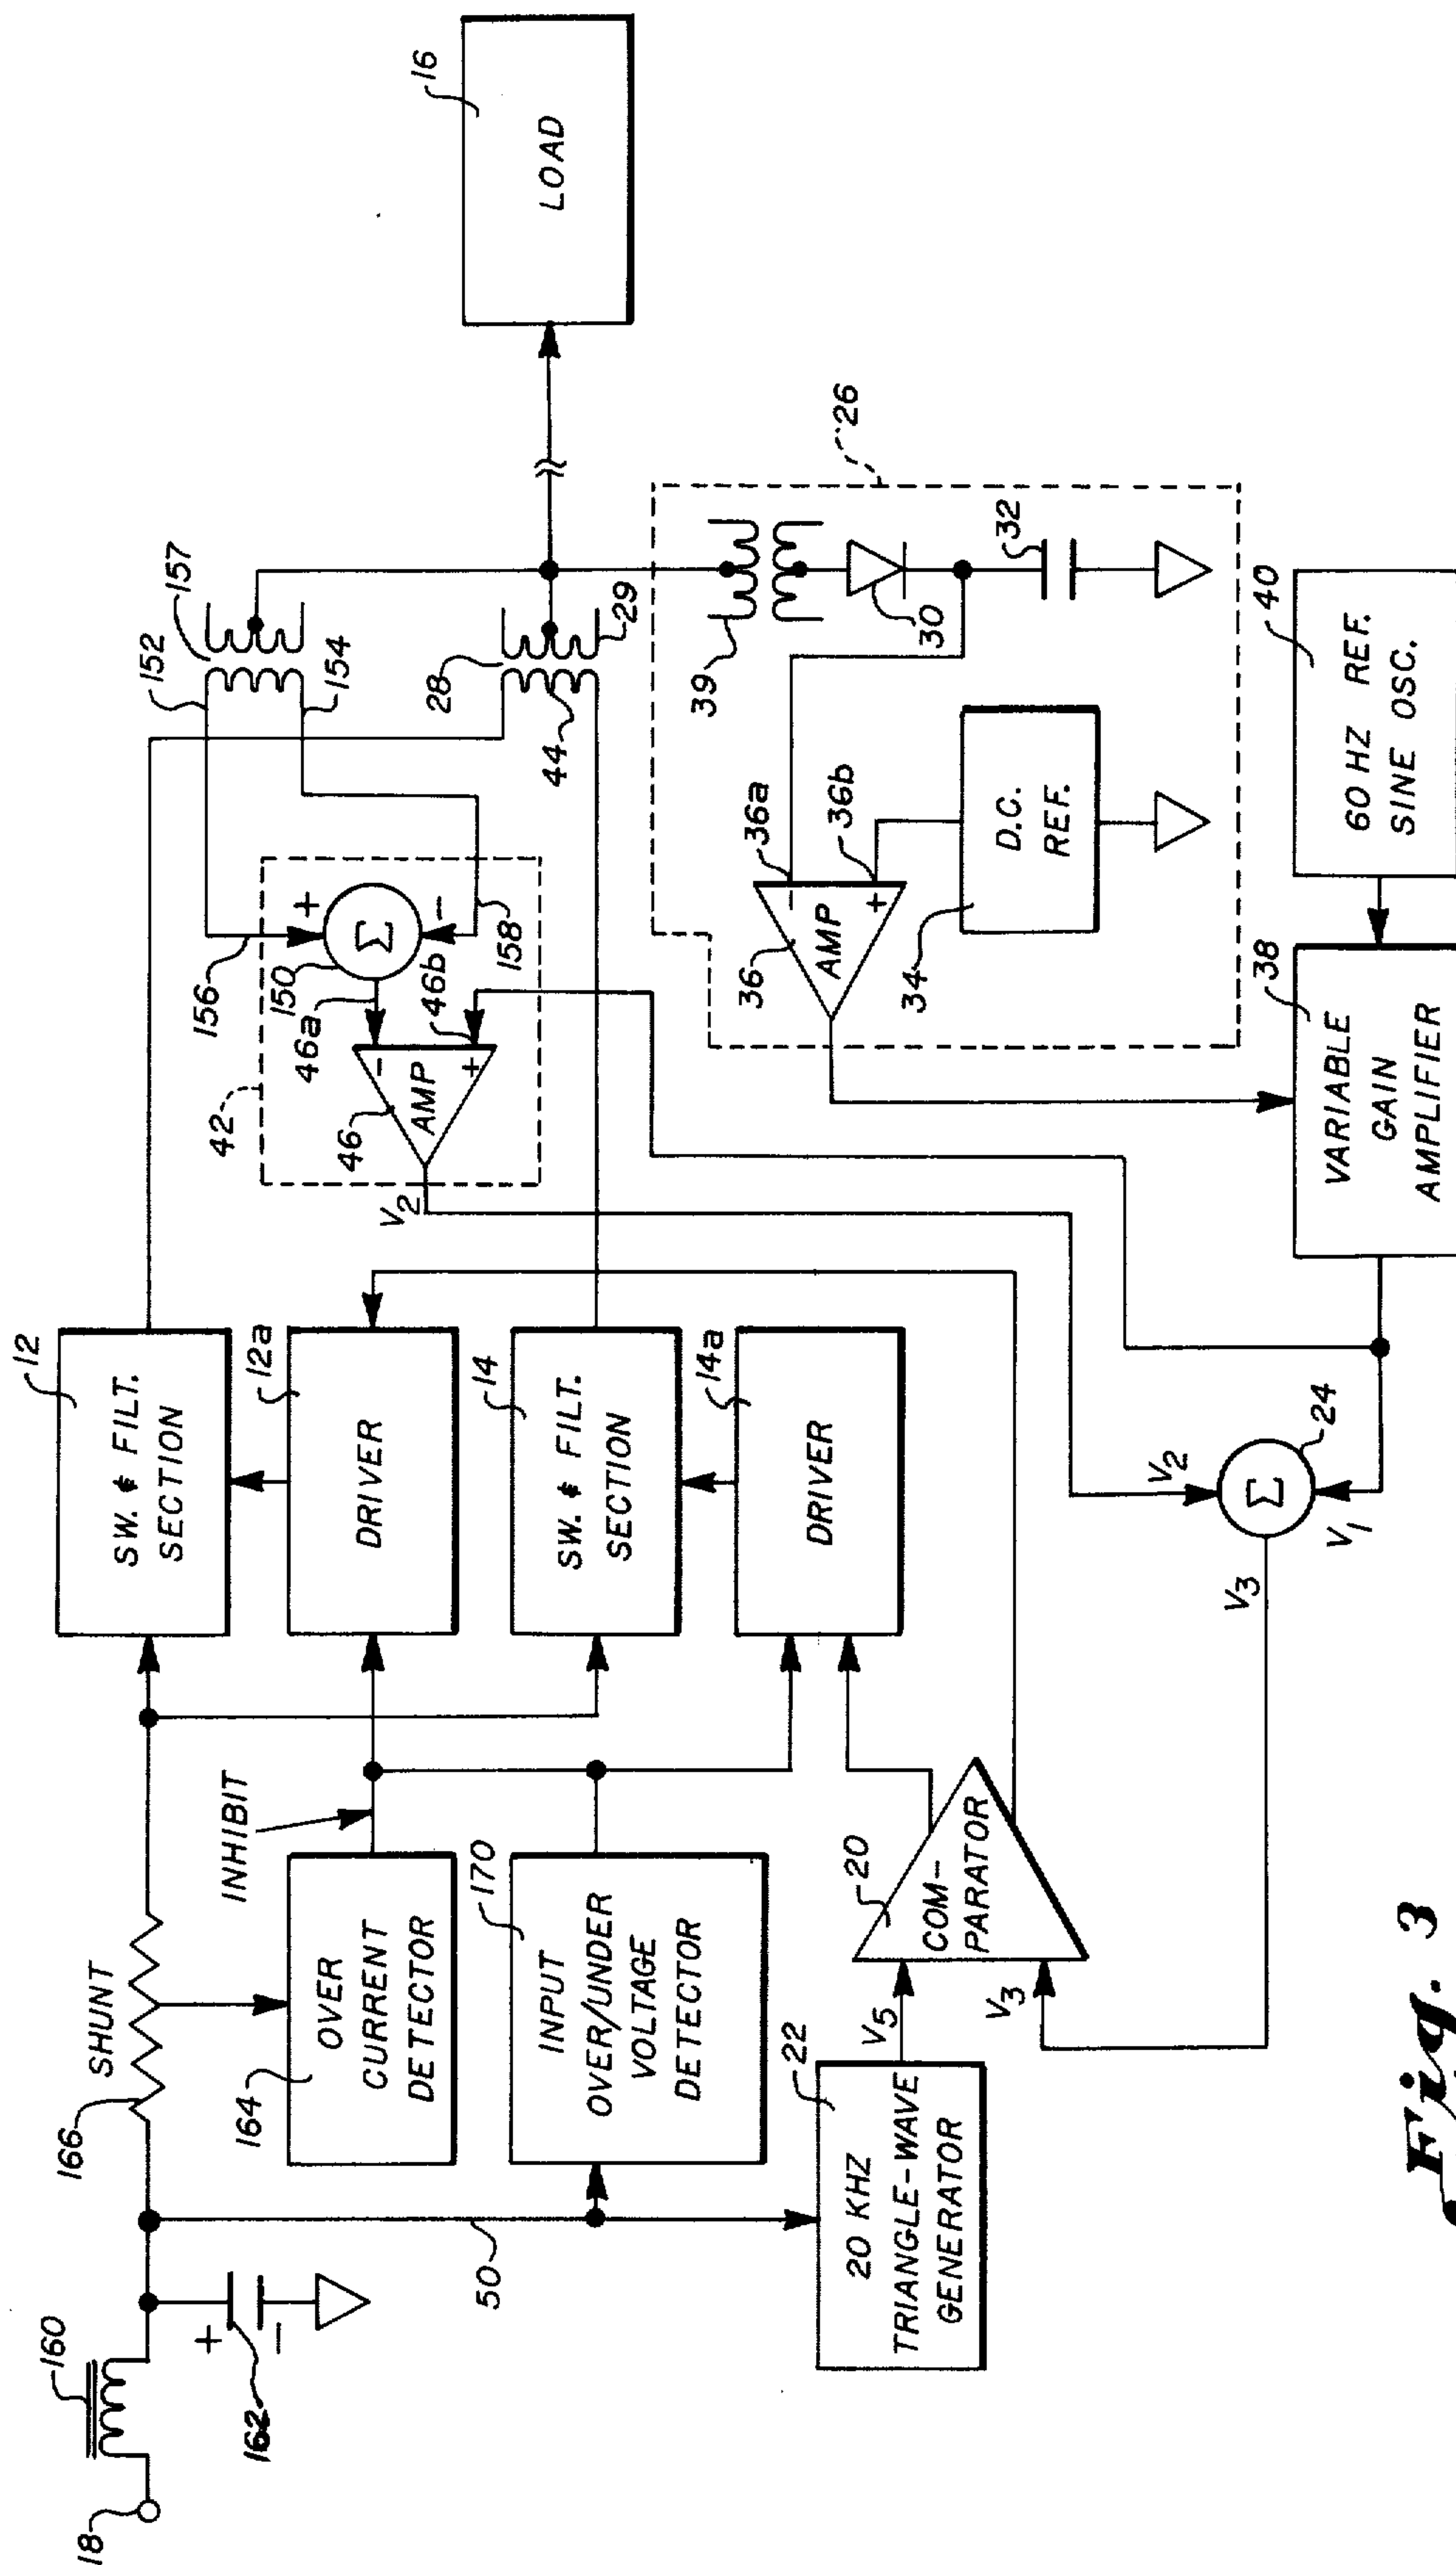 18
160
162
166
SHUNT
50
OVER
CURRENT
DETECTOR
164
INHIBIT
INPUT
OVER/UNDER
VOLTAGE
DETECTOR
170
20 KHZ
TRIANGLE-WAVE
GENERATOR
22
V5
V3
COM-
PARATOR
20
SW. & FILT.
SECTION
12
DRIVER
12a
SW. & FILT.
SECTION
14
DRIVER
14a
V3
Σ
24
V2
V1
V2
42
AMP
46
46a
46b
-
+
Σ
150
+
-
156
158
152
154
157
28
44
29
LOAD
16
26
39
30
32
AMP
36
36a
36b
-
+
D.C.
REF.
34
VARIABLE
GAIN
AMPLIFIER
38
60 HZ REF.
SINE OSC.
40
+
-
Fig. 3